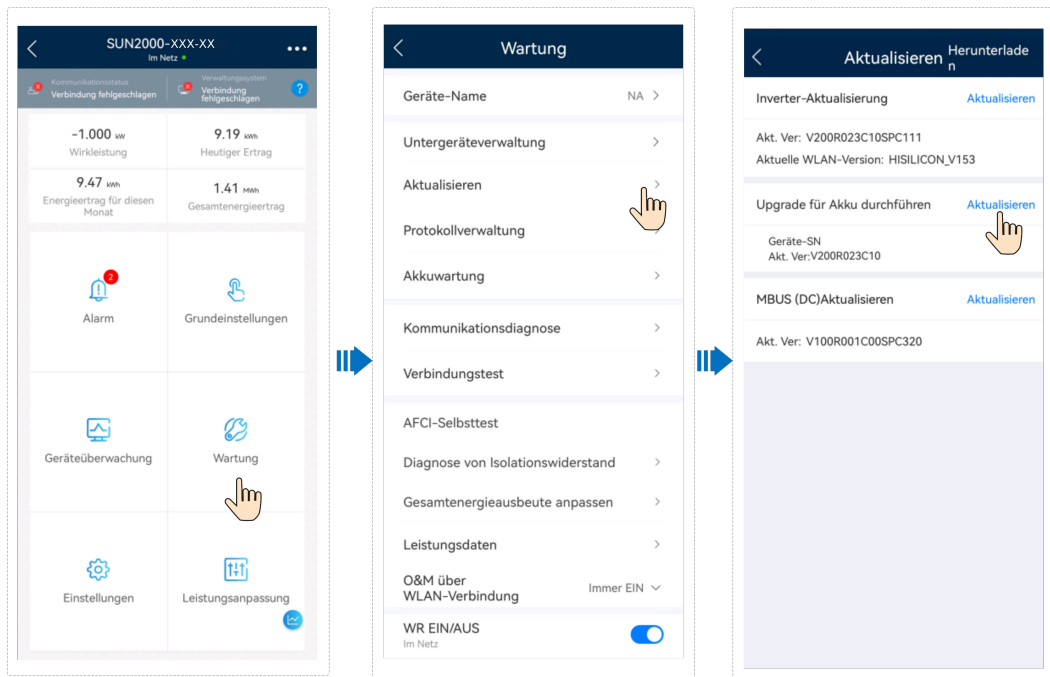 SUN2000-XXX-XX
Im Netz
Kommunikationsstatus
Verbindung fehlgeschlagen
Verwaltungssystem
Verbindung
fehlgeschlagen
?
-1.000 kW
Wirkleistung
9.19 kWh
Heutiger Ertrag
9.47 kWh
Energieertrag für diesen
Monat
1.41 MWh
Gesamtenergieertrag
2
Alarm
Grundeinstellungen
Geräteüberwachung
Wartung
Einstellungen
Leistungsanpassung
Wartung
Geräte-Name NA
Untergeräteverwaltung
Aktualisieren
Protokollverwaltung
Akkuwartung
Kommunikationsdiagnose
Verbindungstest
AFCI-Selbsttest
Diagnose von Isolationswiderstand
Gesamtenergieausbeute anpassen
Leistungsdaten
O&M über
WLAN-Verbindung
Immer EIN
WR EIN/AUS
Im Netz
Aktualisieren
Herunterlade
n
Inverter-Aktualisierung Aktualisieren
Akt. Ver: V200R023C10SPC111
Aktuelle WLAN-Version: HISILICON_V153
Upgrade für Akku durchführen Aktualisieren
Geräte-SN
Akt. Ver:V200R023C10
MBUS (DC)Aktualisieren Aktualisieren
Akt. Ver: V100R001C00SPC320